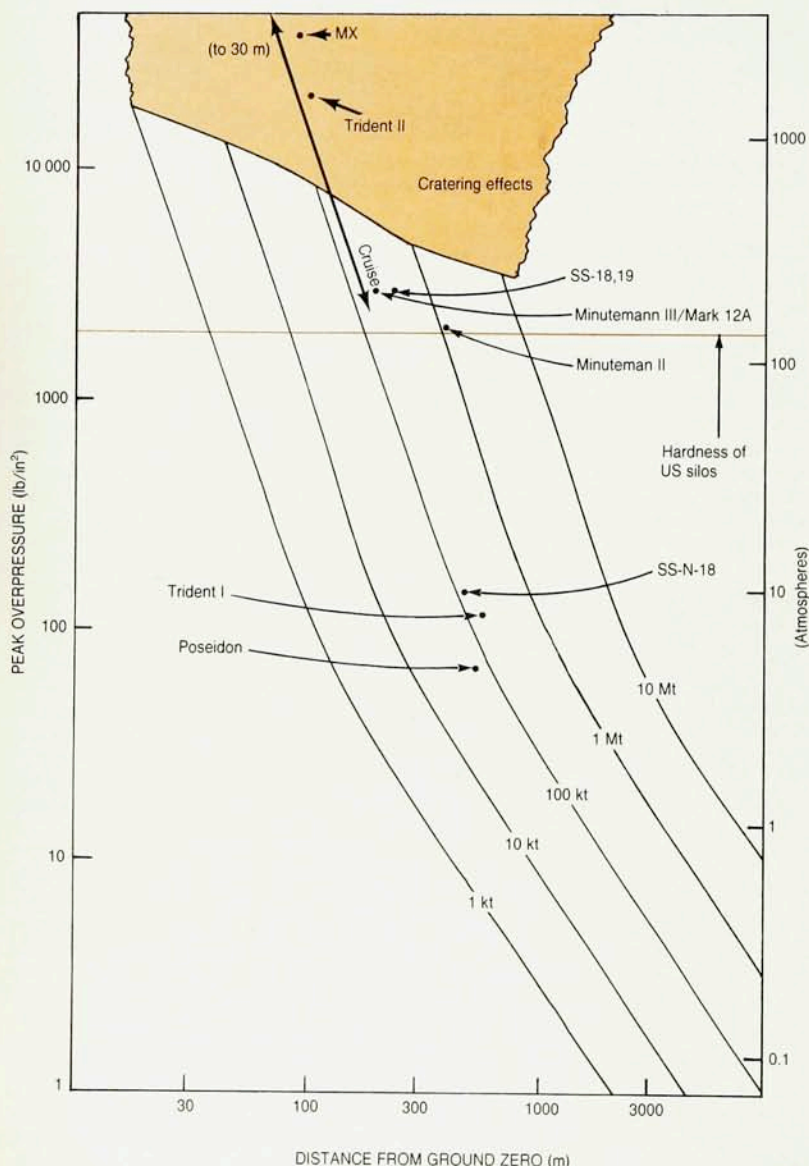 MX
(to 30 m)
Trident II
1000
10 000
Cratering effects
Cruise
SS-18,19
Minutemann III/Mark 12A
Minuteman II
100
1000
Hardness of
US silos
PEAK OVERPRESSURE (lb/in²)
(Atmospheres)
SS-N-18
10
Trident I
100
Poseidon
10 Mt
1 Mt
100 kt
1
10
10 kt
1 kt
0.1
1
30
100
300
1000
3000
DISTANCE FROM GROUND ZERO (m)